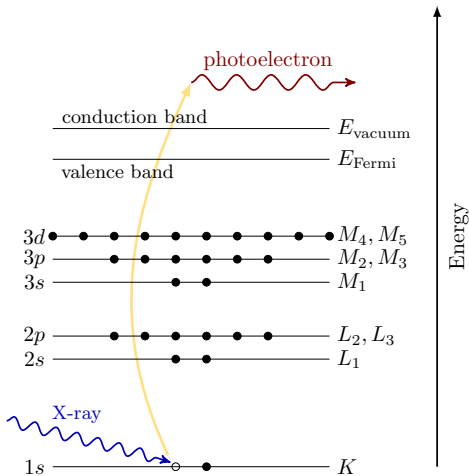 photoelectron
conduction band
E_vacuum
E_Fermi
valence band
3d M_4, M_5
3p M_2, M_3
3s M_1
Energy
2p L_2, L_3
2s L_1
X-ray
1s K